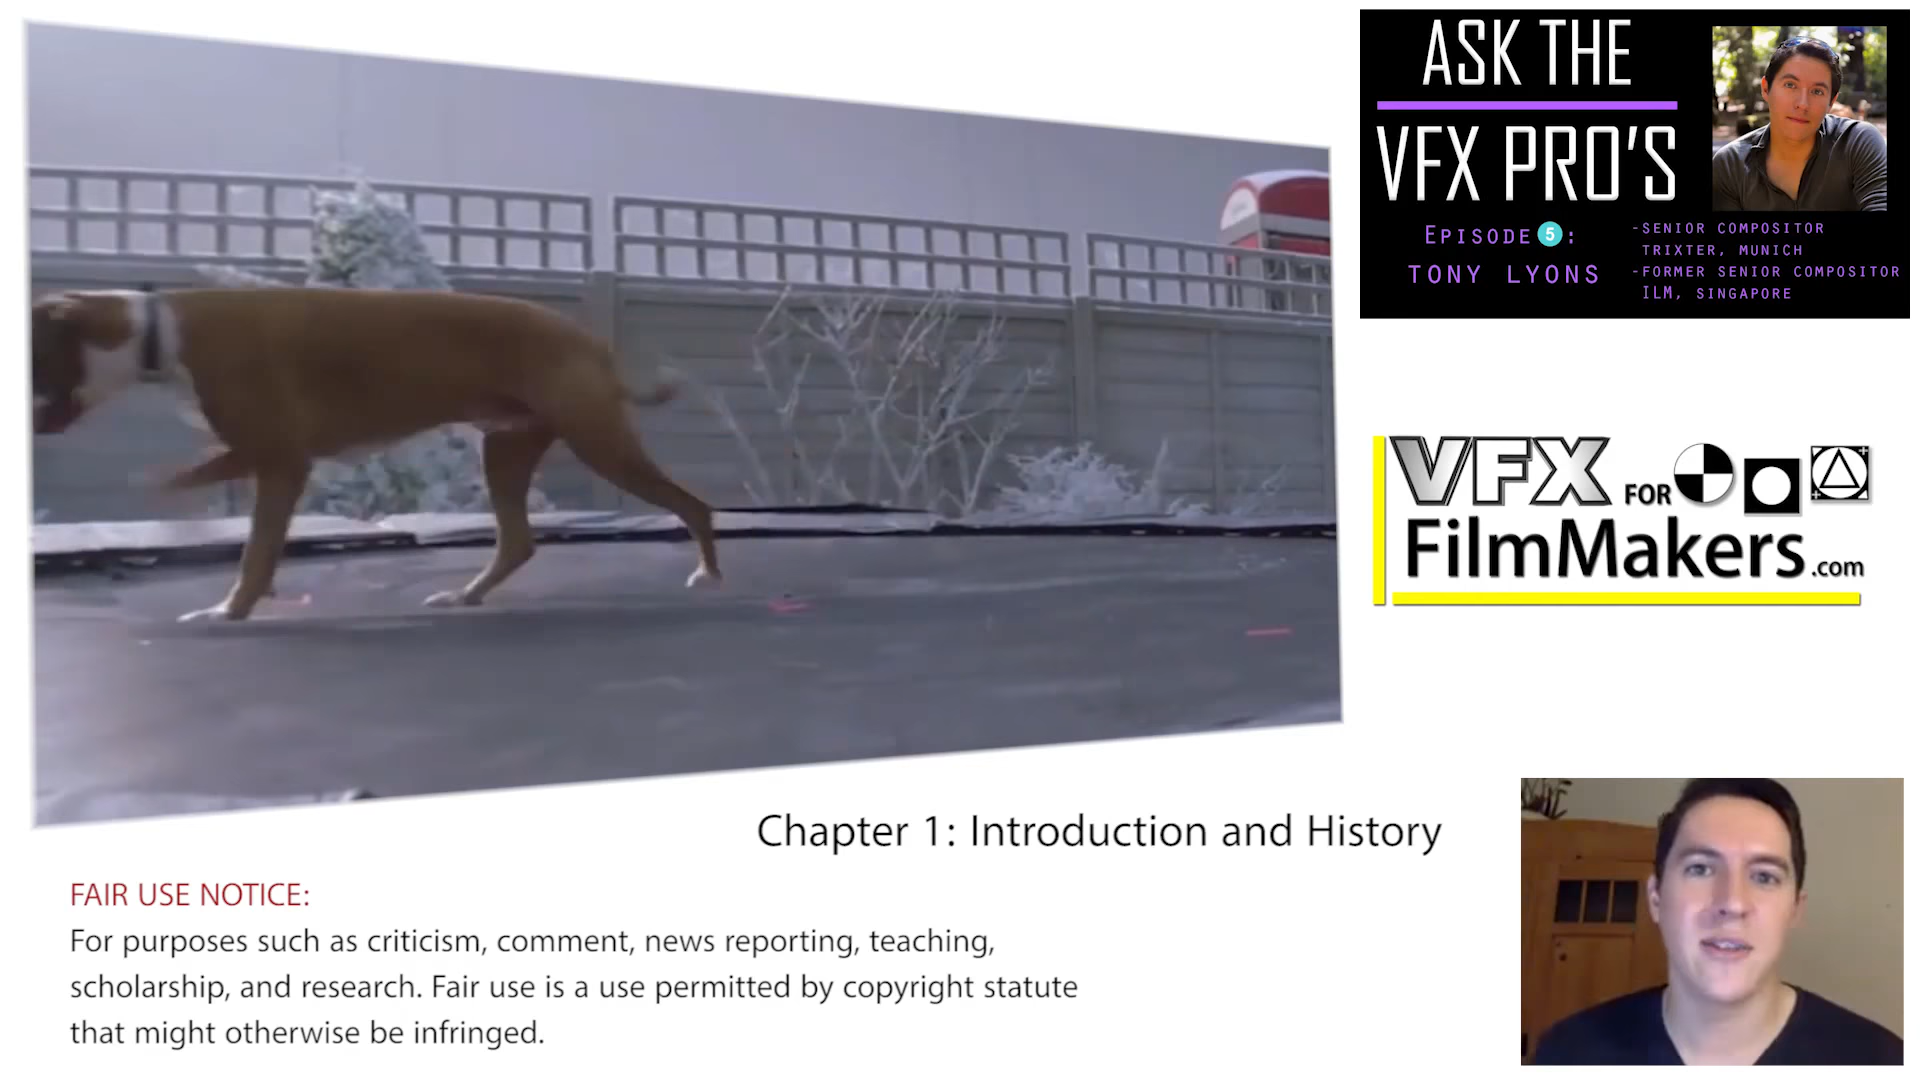 ASK THE
VFX PRO'S
EPISODE 5:
TONY LYONS
-SENIOR COMPOSITOR
TRIXTER, MUNICH
-FORMER SENIOR COMPOSITOR
ILM, SINGAPORE
VFX FOR
FilmMakers.com
Chapter 1: Introduction and History
FAIR USE NOTICE:
For purposes such as criticism, comment, news reporting, teaching,
scholarship, and research. Fair use is a use permitted by copyright statute
that might otherwise be infringed.